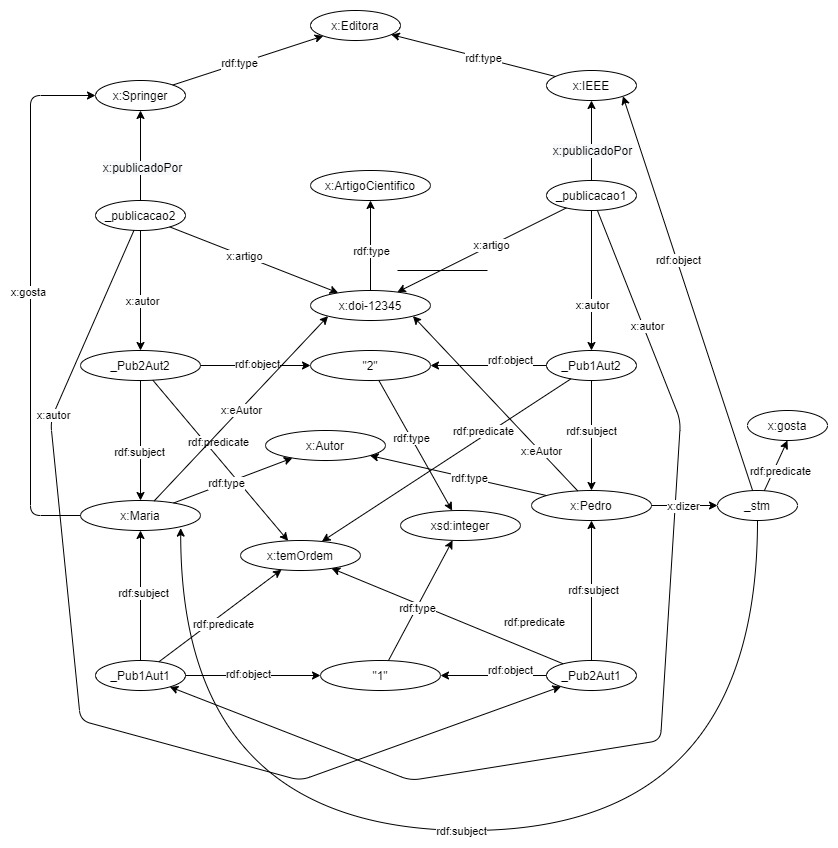 x:Editora
rdf:type
rdf:type
x:Springer
x:IEEE
x:publicadoPor
x:publicadoPor
x:ArtigoCientifico
_publicacao2
_publicacao1
x:artigo
rdf:type
x:artigo
rdf:object
x:gosta
x:autor
x:doi-12345
x:autor
x:autor
_Pub2Aut2
rdf:object
"2"
rdf:object
_Pub1Aut2
x:autor
x:eAutor
rdf:predicate
x:Autor
rdf:type
rdf:predicate
rdf:subject
x:gosta
rdf:subject
x:eAutor
rdf:type
rdf:type
rdf:predicate
x:Maria
xsd:integer
x:Pedro
x:dizer
_stm
x:temOrdem
rdf:subject
rdf:type
rdf:subject
rdf:predicate
rdf:predicate
_Pub1Aut1
rdf:object
"1"
rdf:object
_Pub2Aut1
rdf:subject